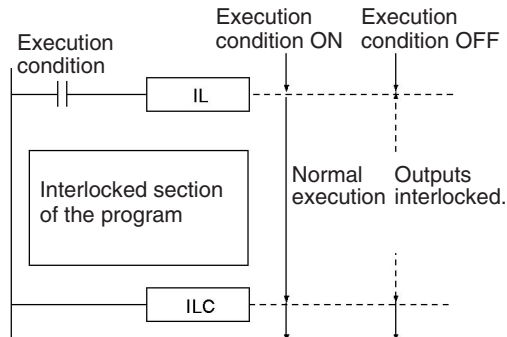 Execution
condition
Execution
condition ON
Execution
condition OFF
IL
Interlocked section
of the program
Normal
execution
Outputs
interlocked.
ILC